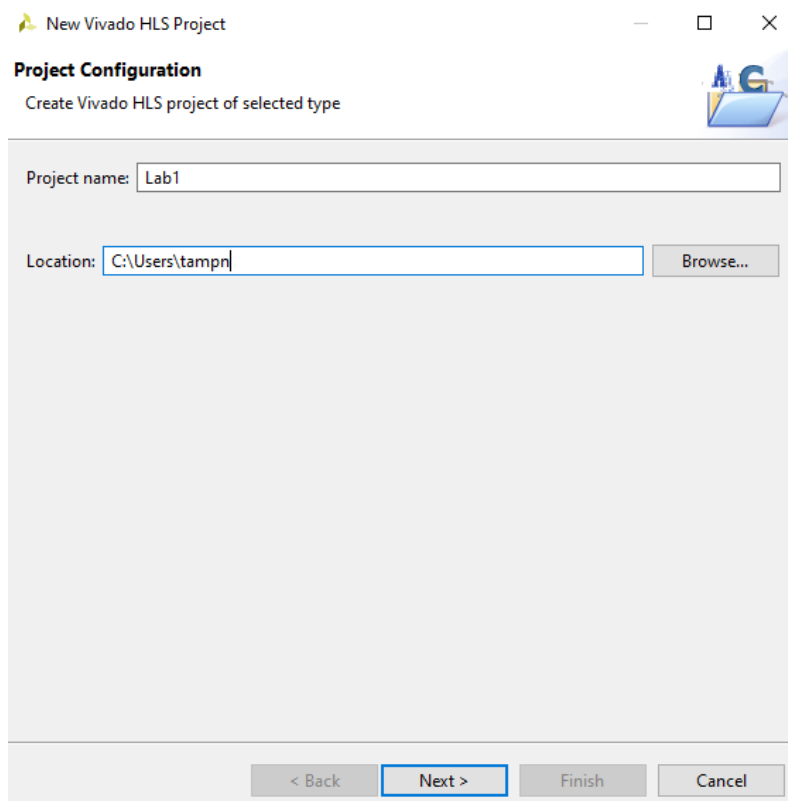 New Vivado HLS Project
Project Configuration
Create Vivado HLS project of selected type
Project name: Lab1
Location: C:\Users\tampn Browse...
< Back Next > Finish Cancel